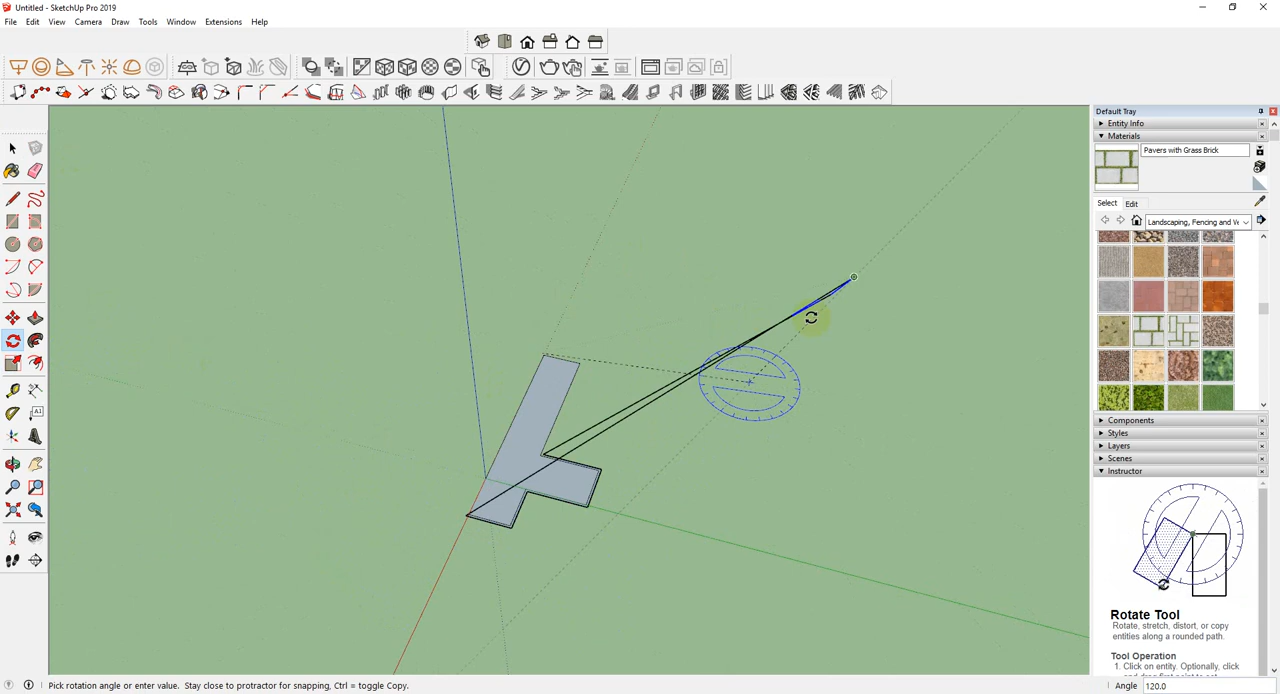 Untitled - SketchUp Pro 2019
File Edit View Camera Draw Tools Window Extensions Help
Default Tray
Entity Info
Materials
Pavers with Grass Brick
Select Edit
Landscaping, Fencing and Ve
Components
Styles
Layers
Scenes
Instructor
Rotate Tool
Rotate, stretch, distort, or copy
entities along a rounded path.
Tool Operation
1. Click on entity. Optionally, click
Pick rotation angle or enter value. Stay close to protractor for snapping, Ctrl = toggle Copy.
Angle 120.0